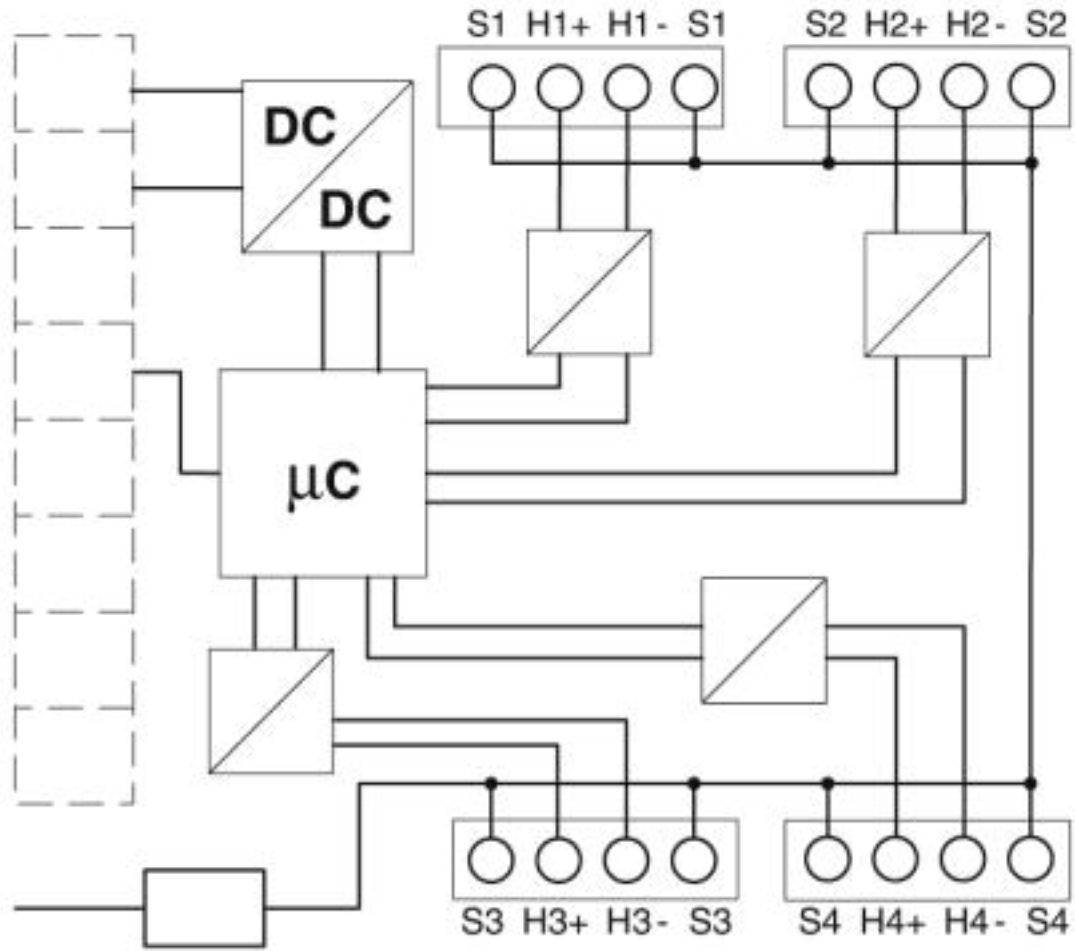 S1 H1+ H1- S1
S2 H2+ H2- S2
DC
DC
μC
S3 H3+ H3- S3
S4 H4+ H4- S4